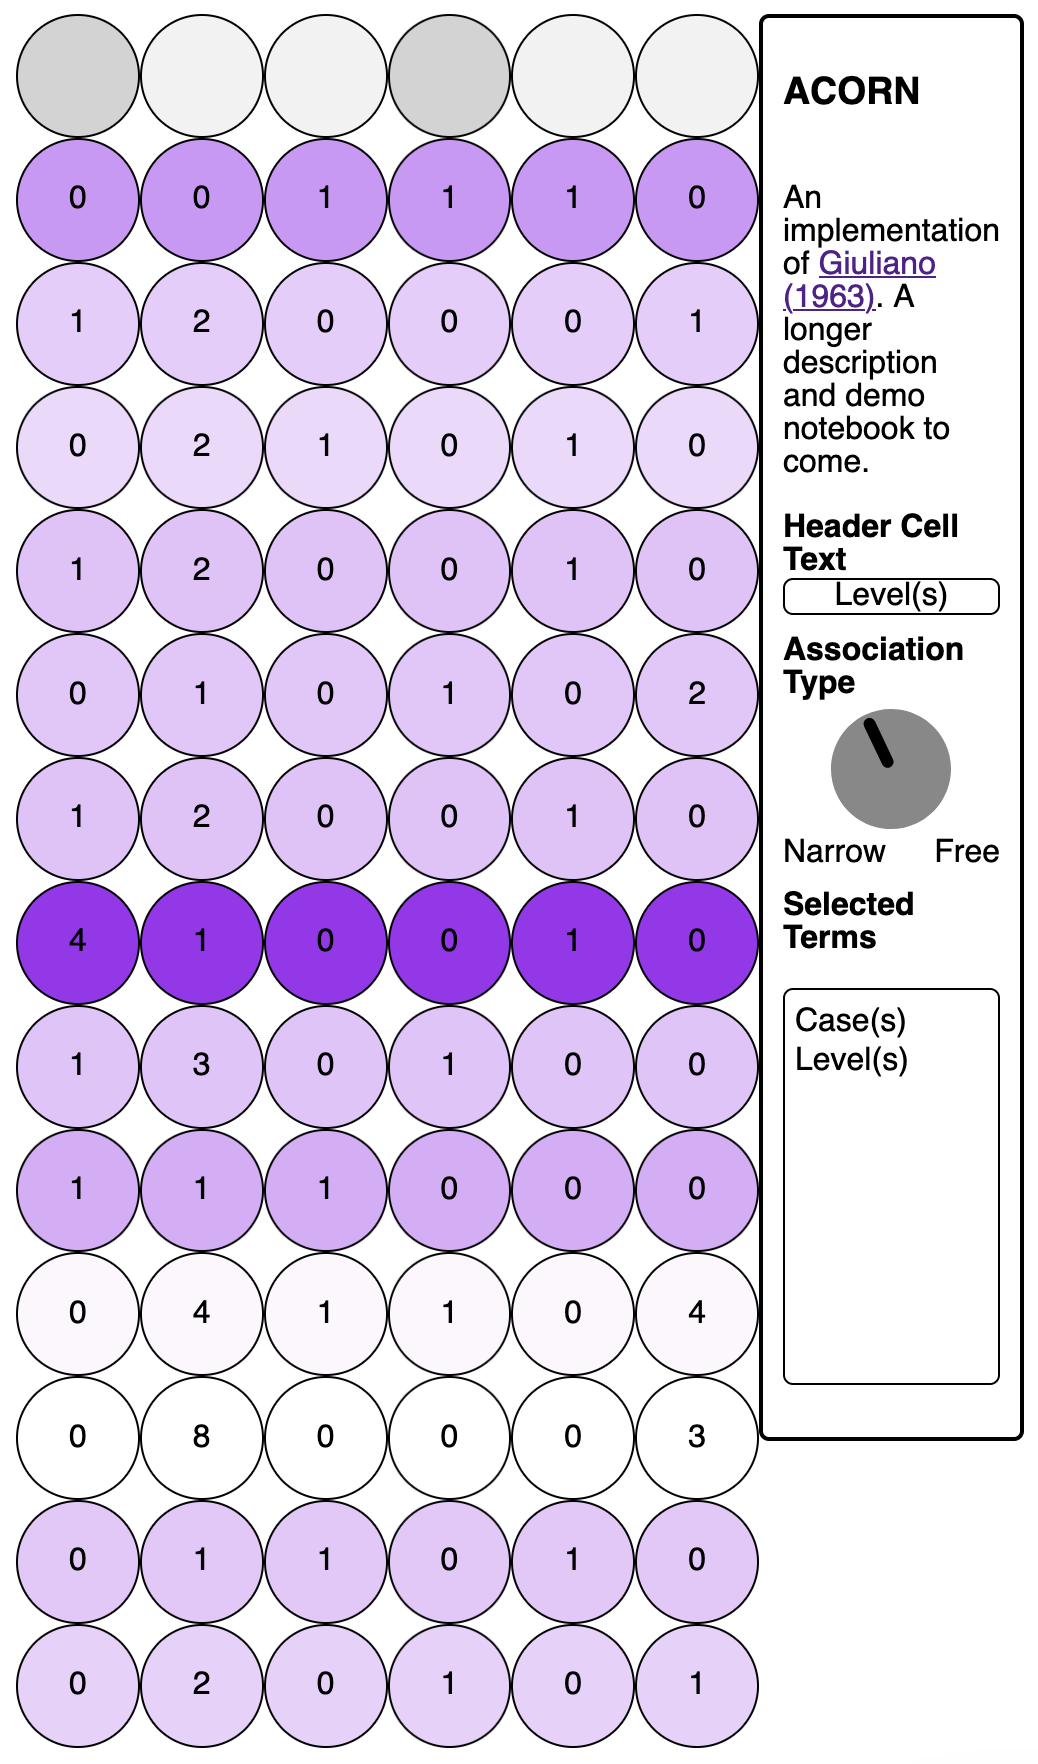 0 0 1 1 1 0
1 2 0 0 0 1
0 2 1 0 1 0
1 2 0 0 1 0
0 1 0 1 0 2
1 2 0 0 1 0
4 1 0 0 1 0
1 3 0 1 0 0
1 1 1 0 0 0
0 4 1 1 0 4
0 8 0 0 0 3
0 1 1 0 1 0
0 2 0 1 0 1
ACORN
An
implementation
of Giuliano
(1963). A
longer
description
and demo
notebook to
come.
Header Cell
Text
Level(s)
Association
Type
Narrow Free
Selected
Terms
Case(s)
Level(s)